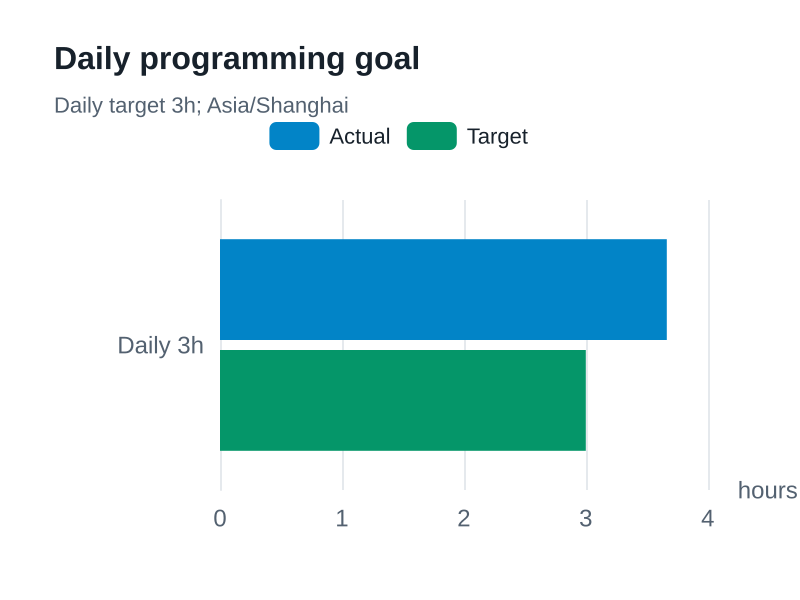 Daily programming goal
Daily target 3h; Asia/Shanghai
Actual Target
Daily 3h
hours
0 1 2 3 4